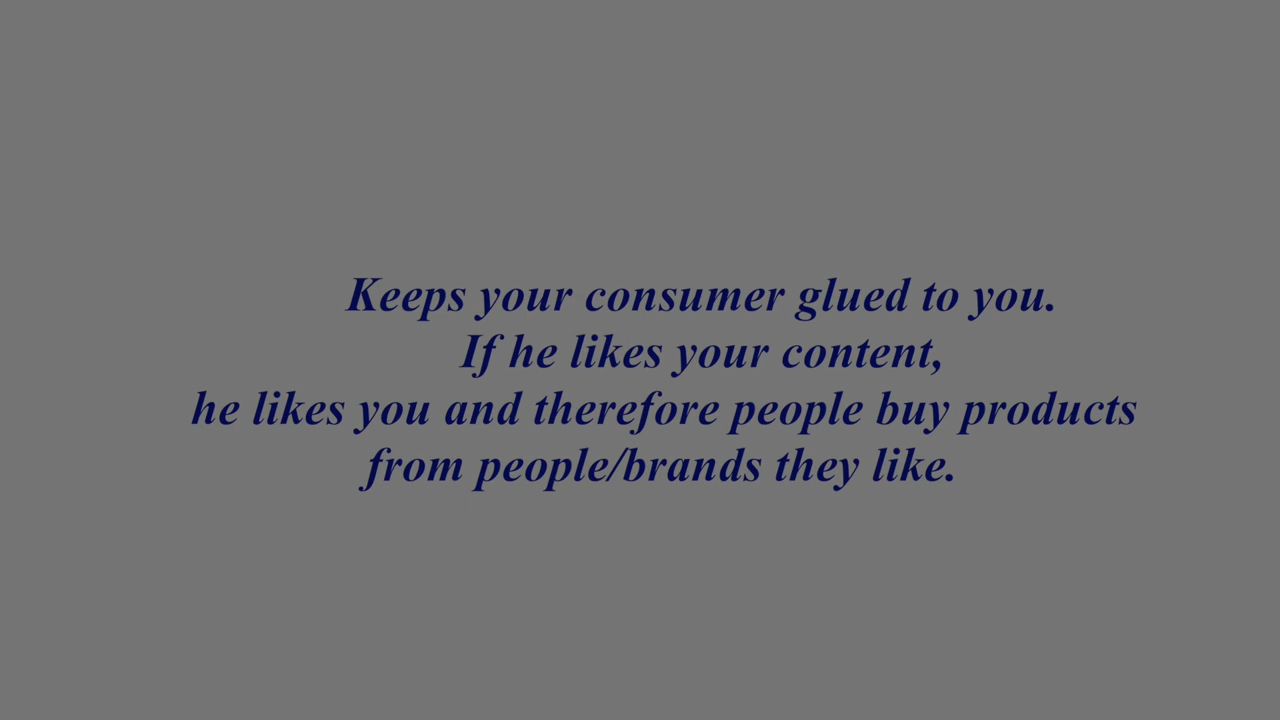 Keeps your consumer glued to you.
If he likes your content,
he likes you and therefore people buy products
from people/brands they like.